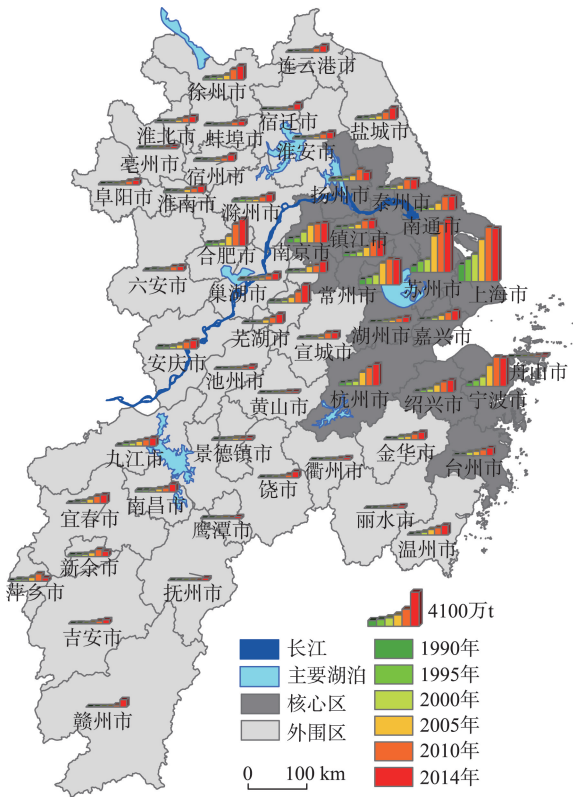 连云港市
徐州市
宿迁市
盐城市
淮北市
蚌埠市
淮安市
亳州市
宿州市
阜阳市
淮南市
滁州市
扬州市
泰州市
南通市
合肥市
南京市
镇江市
六安市
巢湖市
常州市
苏州市
上海市
芜湖市
宣城市
湖州市
嘉兴市
安庆市
池州市
舟山市
黄山市
杭州市
绍兴市
宁波市
九江市
景德镇市
衢州市
金华市
台州市
饶市
宜春市
南昌市
鹰潭市
丽水市
温州市
新余市
萍乡市
抚州市
吉安市
赣州市
4100万t
长江
主要湖泊
核心区
外围区
0 100 km
1990年
1995年
2000年
2005年
2010年
2014年